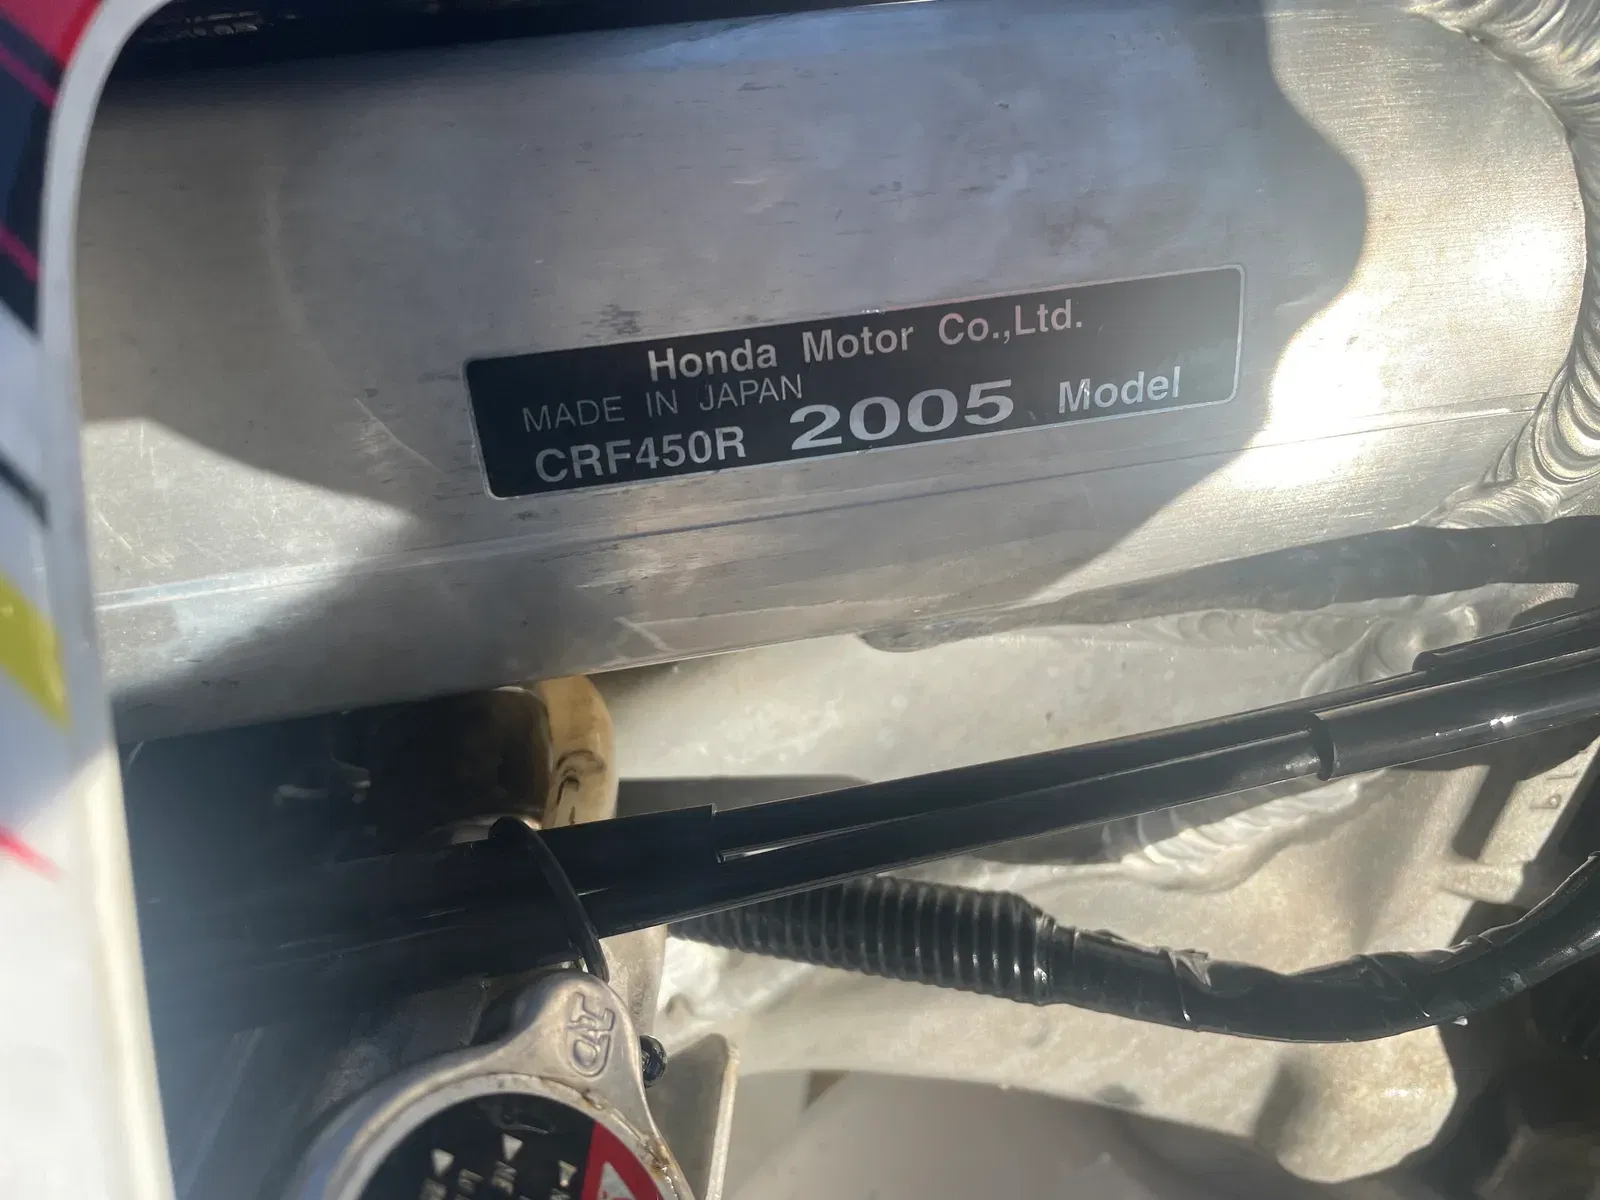 Honda Motor Co.,Ltd.
MADE IN JAPAN
CRF450R 2005 Model